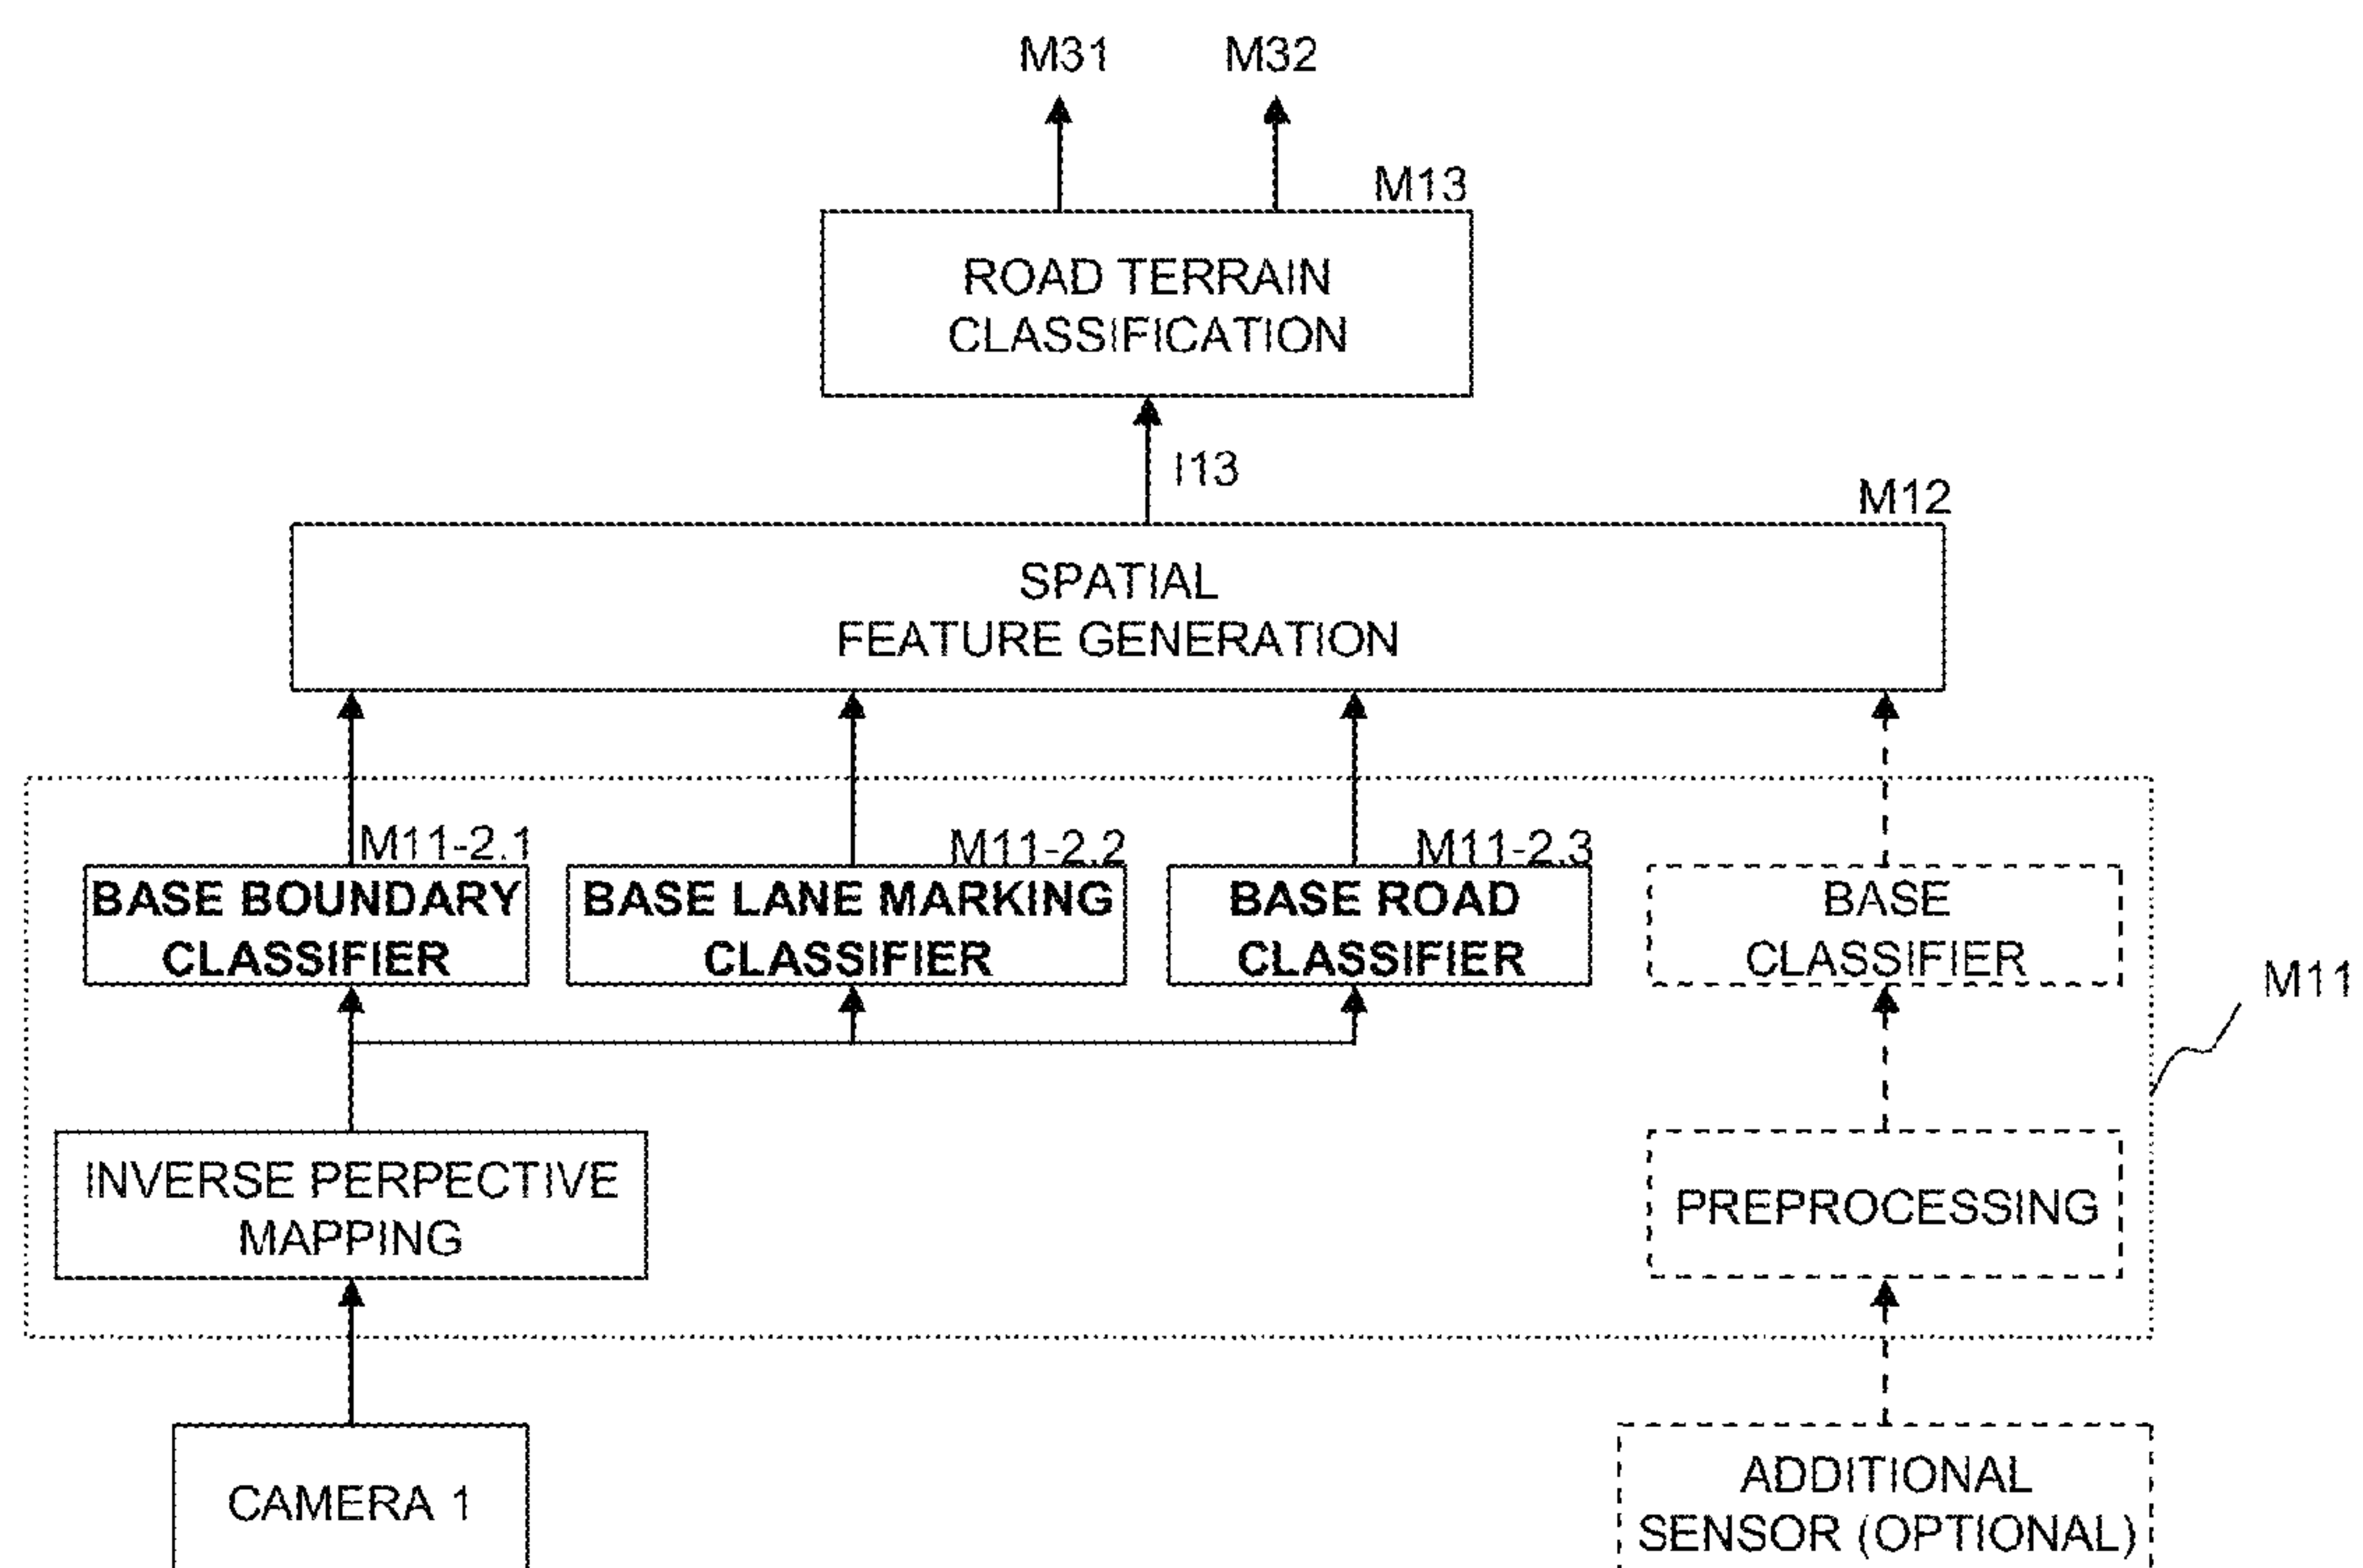 M31 M32
M13
ROAD TERRAIN
CLASSIFICATION
I13
M12
SPATIAL
FEATURE GENERATION
M11-2.1 M11-2.2 M11-2.3
BASE BOUNDARY
CLASSIFIER
BASE LANE MARKING
CLASSIFIER
BASE ROAD
CLASSIFIER
BASE
CLASSIFIER
M11
INVERSE PERPECTIVE
MAPPING
PREPROCESSING
CAMERA 1
ADDITIONAL
SENSOR (OPTIONAL)